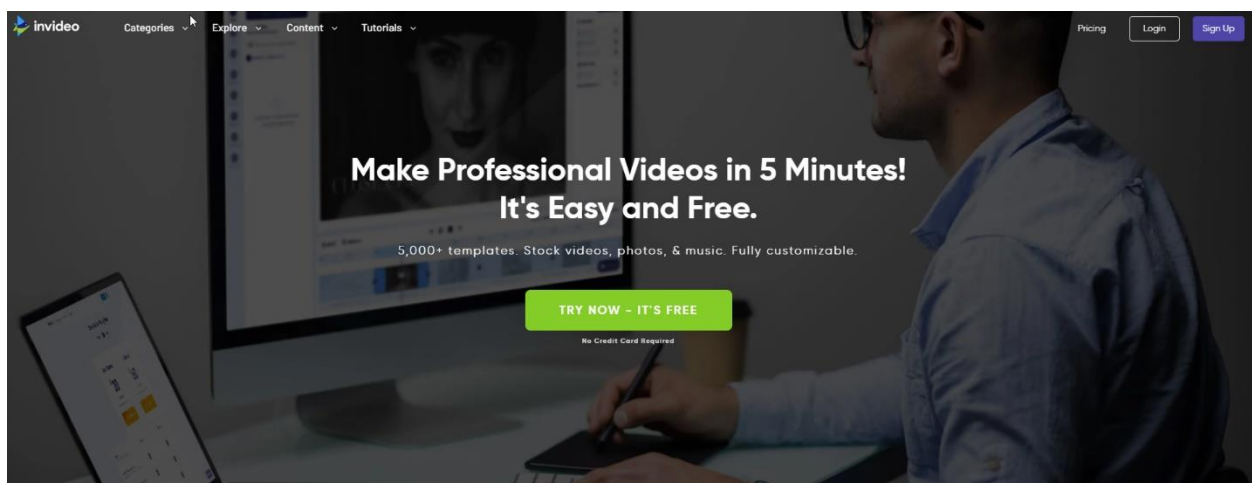 invideo
Categories
Explore
Content
Tutorials
Pricing
Login
Sign Up
Make Professional Videos in 5 Minutes!
It's Easy and Free.
5,000+ templates. Stock videos, photos, & music. Fully customizable.
TRY NOW - IT'S FREE
No Credit Card Required